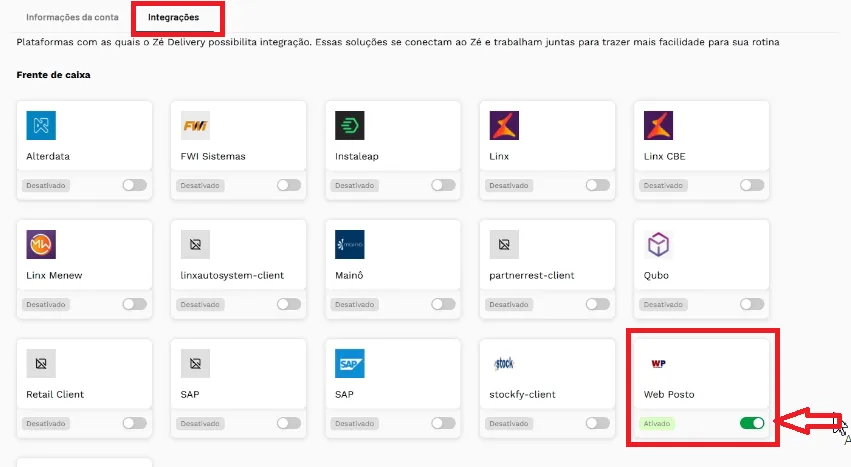 Informações da conta
Integrações
Plataformas com as quais o Zé Delivery possibilita integração. Essas soluções se conectam ao Zé e trabalham juntas para trazer mais facilidade para sua rotina
Frente de caixa
FWI
Alterdata
FWI Sistemas
Instaleap
Linx
Linx CBE
Desativado
Desativado
Desativado
Desativado
Desativado
MW
maino
Linx Menew
linxautosystem-client
Mainô
partnerrest-client
Qubo
Desativado
Desativado
Desativado
Desativado
Desativado
SAP
stock
WP
Retail Client
SAP
SAP
stockfy-client
Web Posto
Desativado
Desativado
Desativado
Desativado
Ativado
A